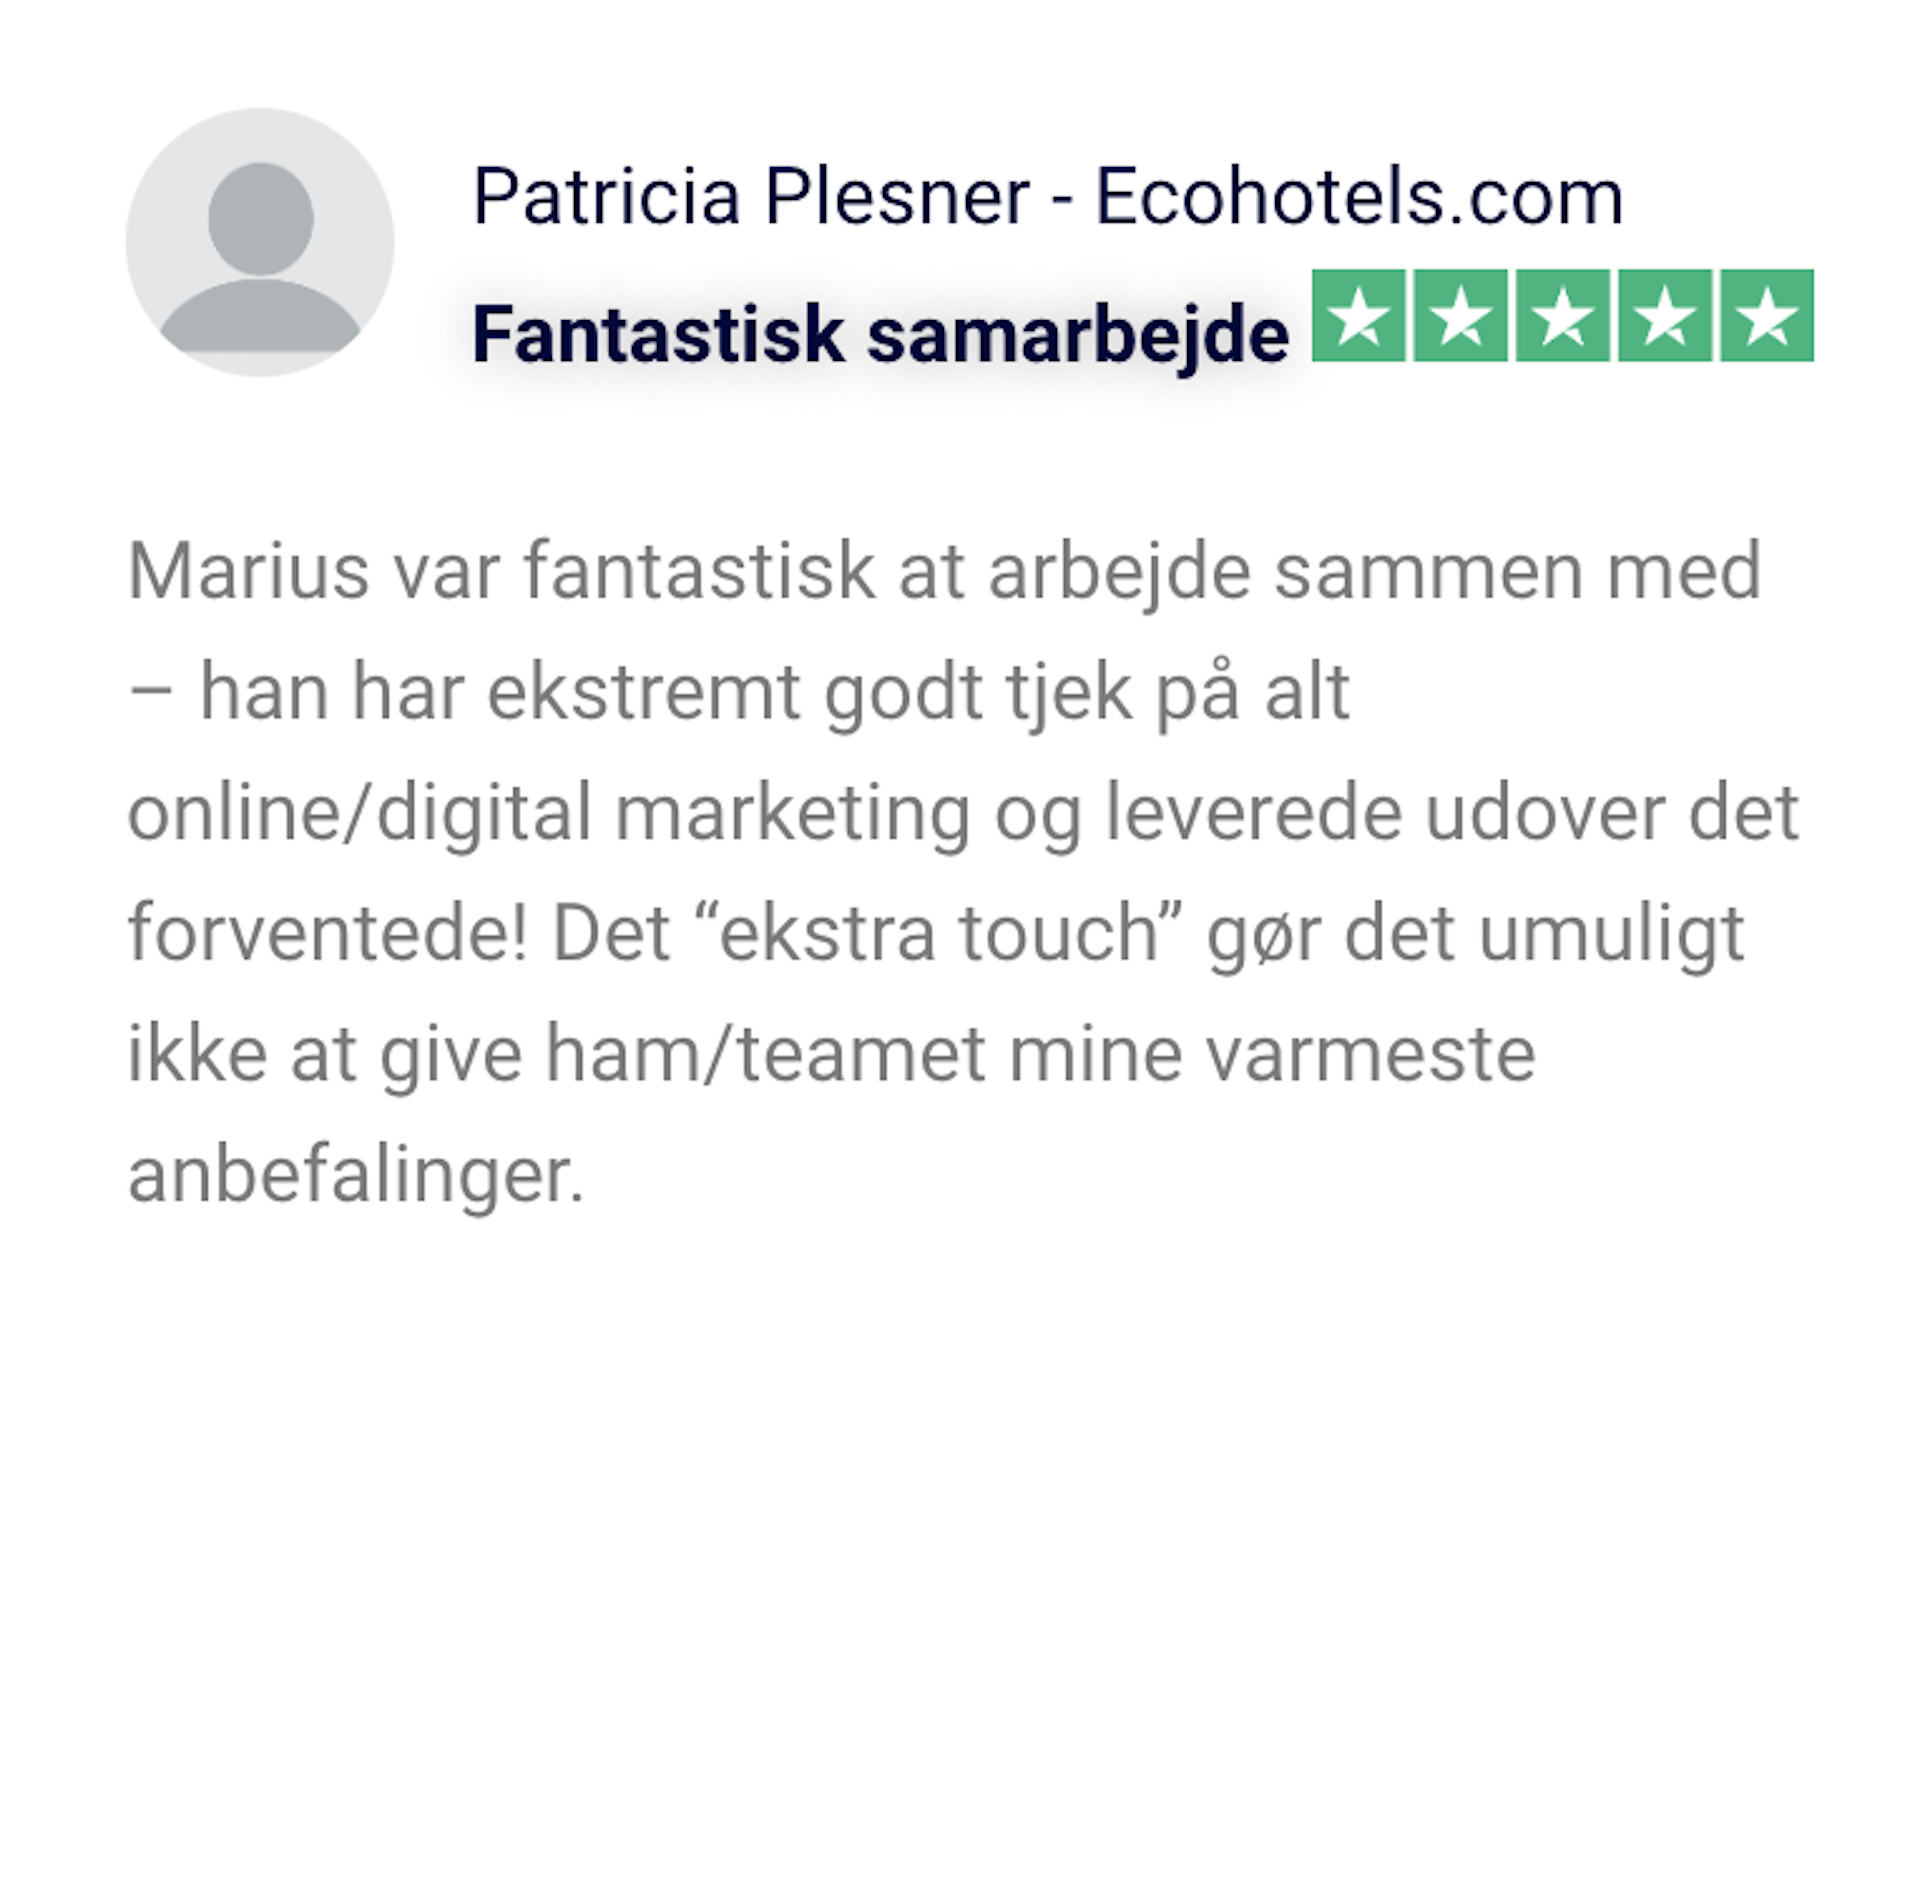 Patricia Plesner - Ecohotels.com
Fantastisk samarbejde
Marius var fantastisk at arbejde sammen med
– han har ekstremt godt tjek på alt
online/digital marketing og leverede udover det
forventede! Det “ekstra touch” gør det umuligt
ikke at give ham/teamet mine varmeste
anbefalinger.